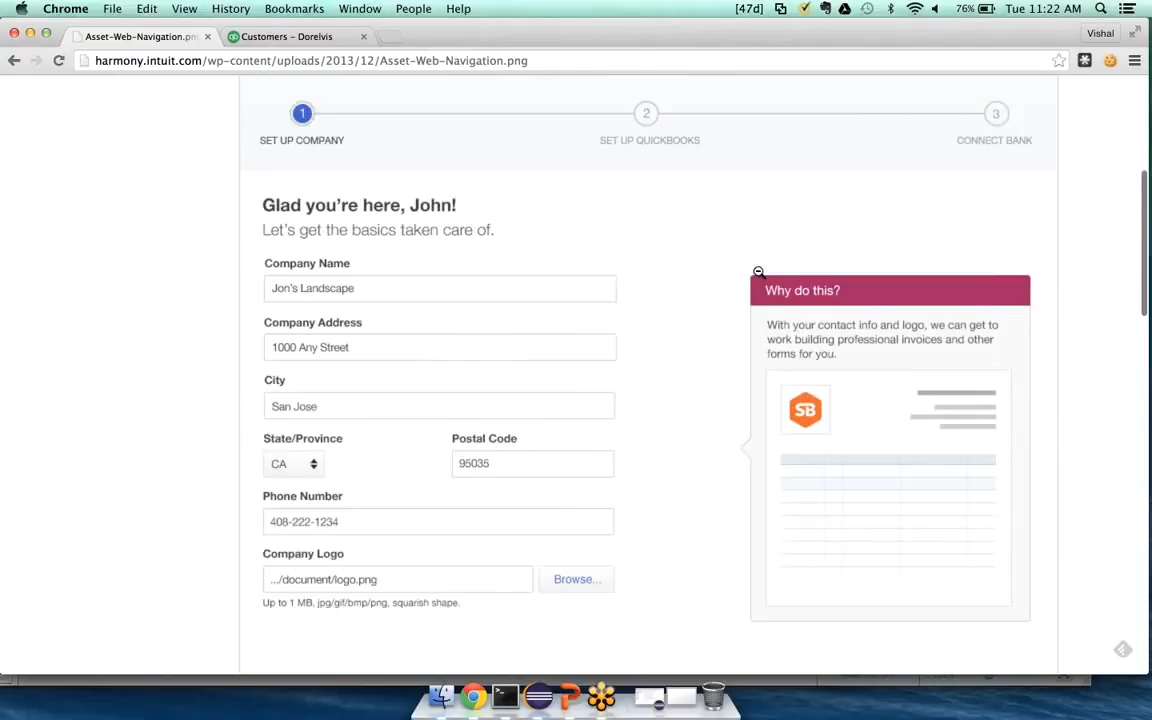 Chrome File Edit View History Bookmarks Window People Help [47d] 76% Tue 11:22 AM
Asset-Web-Navigation.pn Customers - Dorelvis Vishal
harmony.intuit.com/wp-content/uploads/2013/12/Asset-Web-Navigation.png
1 2 3
SET UP COMPANY SET UP QUICKBOOKS CONNECT BANK
Glad you're here, John!
Let's get the basics taken care of.
Company Name
Jon's Landscape
Company Address
1000 Any Street
City
San Jose
State/Province Postal Code
CA 95035
Phone Number
408-222-1234
Company Logo
.../document/logo.png Browse...
Up to 1 MB, jpg/gif/bmp/png, squarish shape.
Why do this?
With your contact info and logo, we can get to
work building professional invoices and other
forms for you.
SB